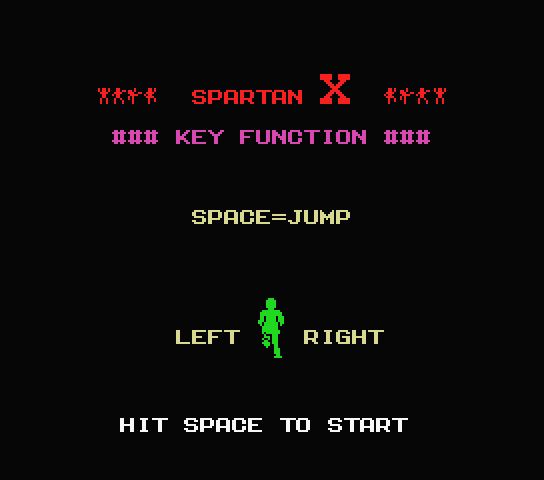 SPARTAN X
### KEY FUNCTION ###
SPACE=JUMP
LEFT RIGHT
HIT SPACE TO START